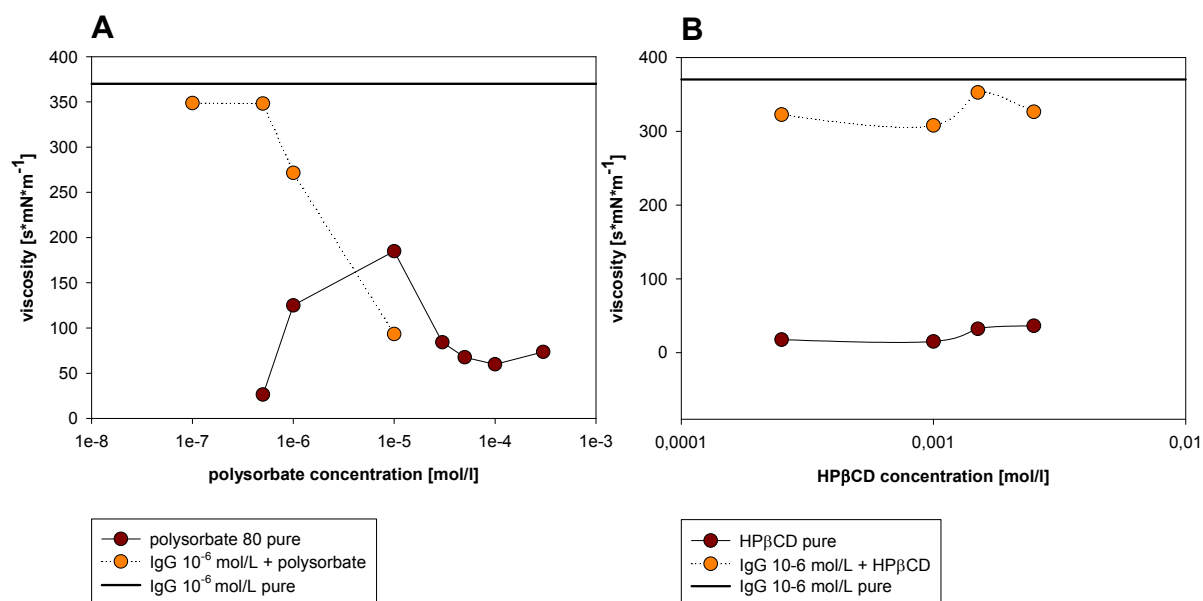 A
400
350
300
250
200
150
100
50
0
viscosity [s*mN*m-1]
1e-8 1e-7 1e-6 1e-5 1e-4 1e-3
polysorbate concentration [mol/l]
polysorbate 80 pure
IgG 10-6 mol/L + polysorbate
IgG 10-6 mol/L pure
B
400
300
200
100
0
viscosity [s*mN*m-1]
0,0001 0,001 0,01
HPβCD concentration [mol/l]
HPβCD pure
IgG 10-6 mol/L + HPβCD
IgG 10-6 mol/L pure